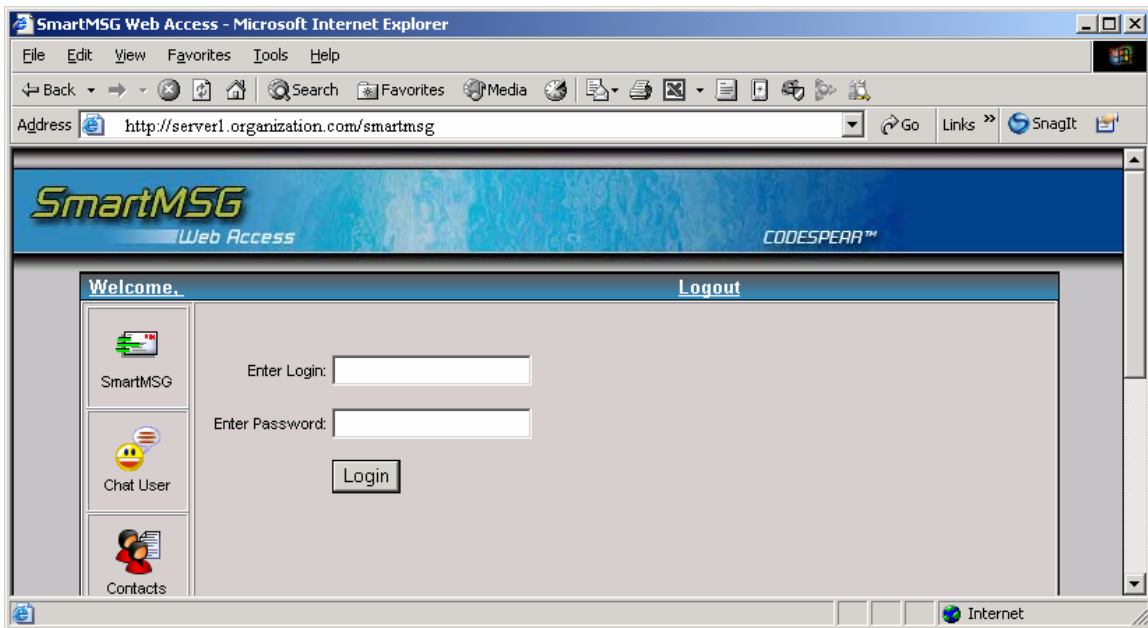 SmartMSG Web Access - Microsoft Internet Explorer
File Edit View Favorites Tools Help
Back Search Favorites Media
Address http://server1.organization.com/smartmsg Go Links » SnagIt
SmartMSG
Web Access
CODESPEAR™
Welcome, Logout
SmartMSG
Enter Login:
Enter Password:
Login
Chat User
Contacts
Internet